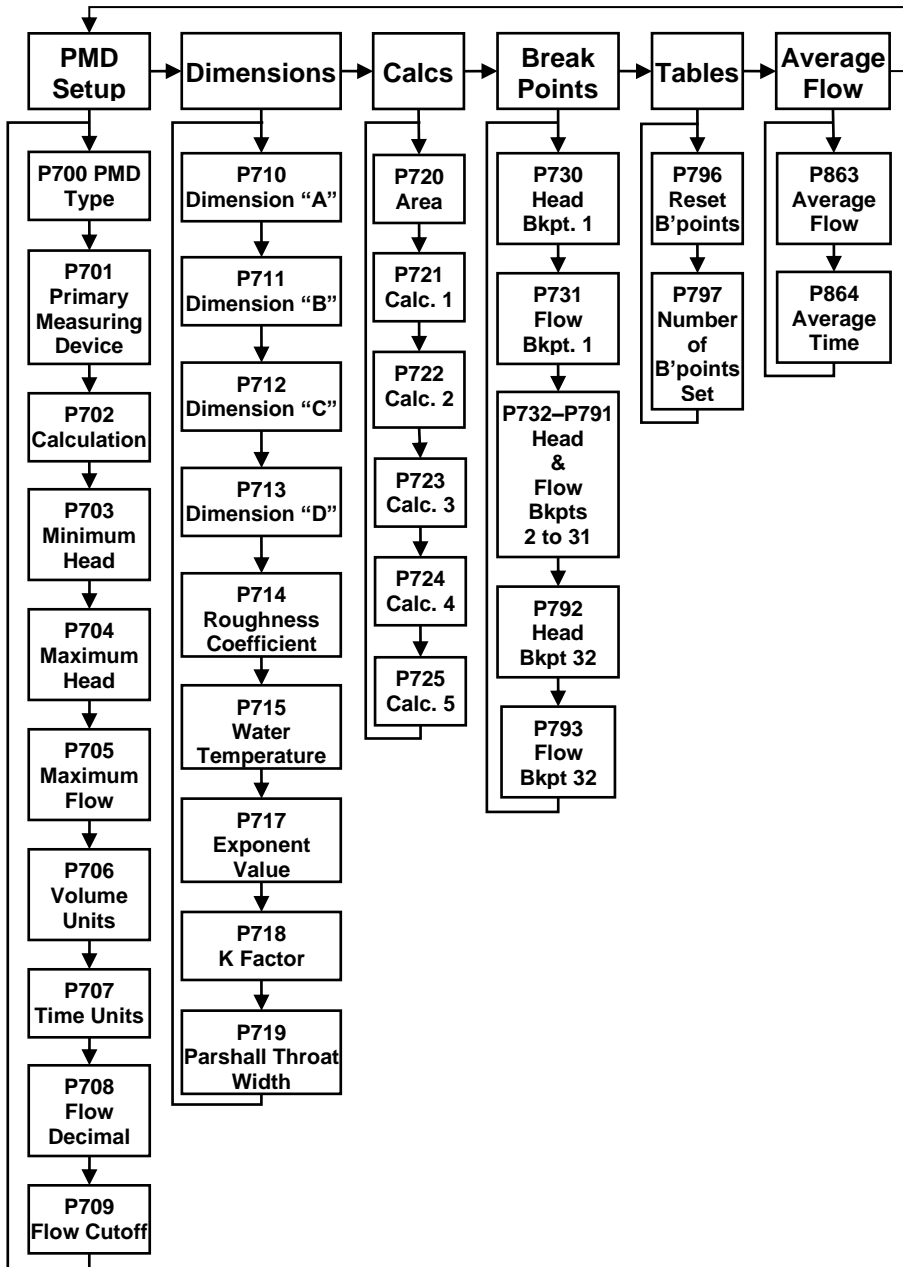 PMD
Setup
Dimensions
Calcs
Break
Points
Tables
Average
Flow
P700 PMD
Type
P701
Primary
Measuring
Device
P702
Calculation
P703
Minimum
Head
P704
Maximum
Head
P705
Maximum
Flow
P706
Volume
Units
P707
Time Units
P708
Flow
Decimal
P709
Flow Cutoff
P710
Dimension “A”
P711
Dimension “B”
P712
Dimension “C”
P713
Dimension “D”
P714
Roughness
Coefficient
P715
Water
Temperature
P717
Exponent
Value
P718
K Factor
P719
Parshall Throat
Width
P720
Area
P721
Calc. 1
P722
Calc. 2
P723
Calc. 3
P724
Calc. 4
P725
Calc. 5
P730
Head
Bkpt. 1
P731
Flow
Bkpt. 1
P732–P791
Head
&
Flow
Bkpts
2 to 31
P792
Head
Bkpt 32
P793
Flow
Bkpt 32
P796
Reset
B’points
P797
Number
of
B’points
Set
P863
Average
Flow
P864
Average
Time